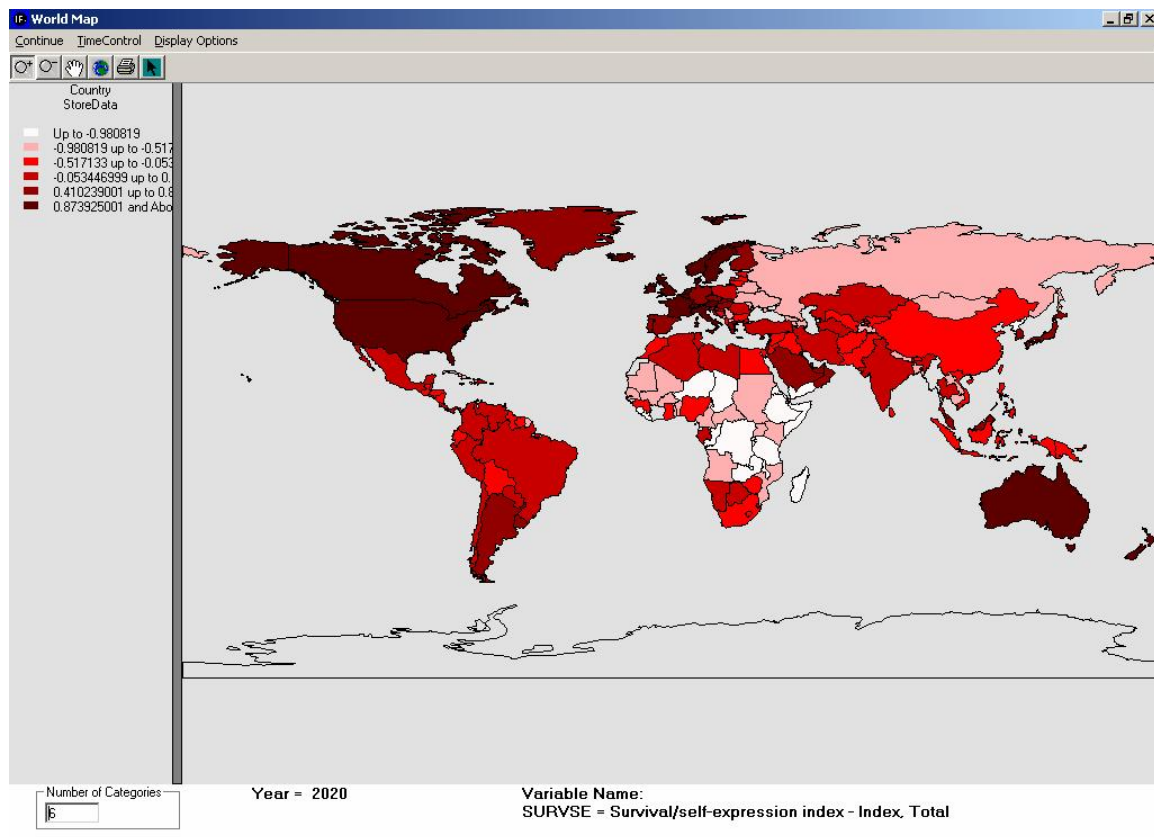 IFs World Map
Continue TimeControl Display Options
Country
StoreData
Up to -0.980819
-0.980819 up to -0.517
-0.517133 up to -0.053
-0.053446999 up to 0.
0.410239001 up to 0.8
0.873925001 and Abo
Number of Categories
6
Year = 2020
Variable Name:
SURVSE = Survival/self-expression index - Index, Total